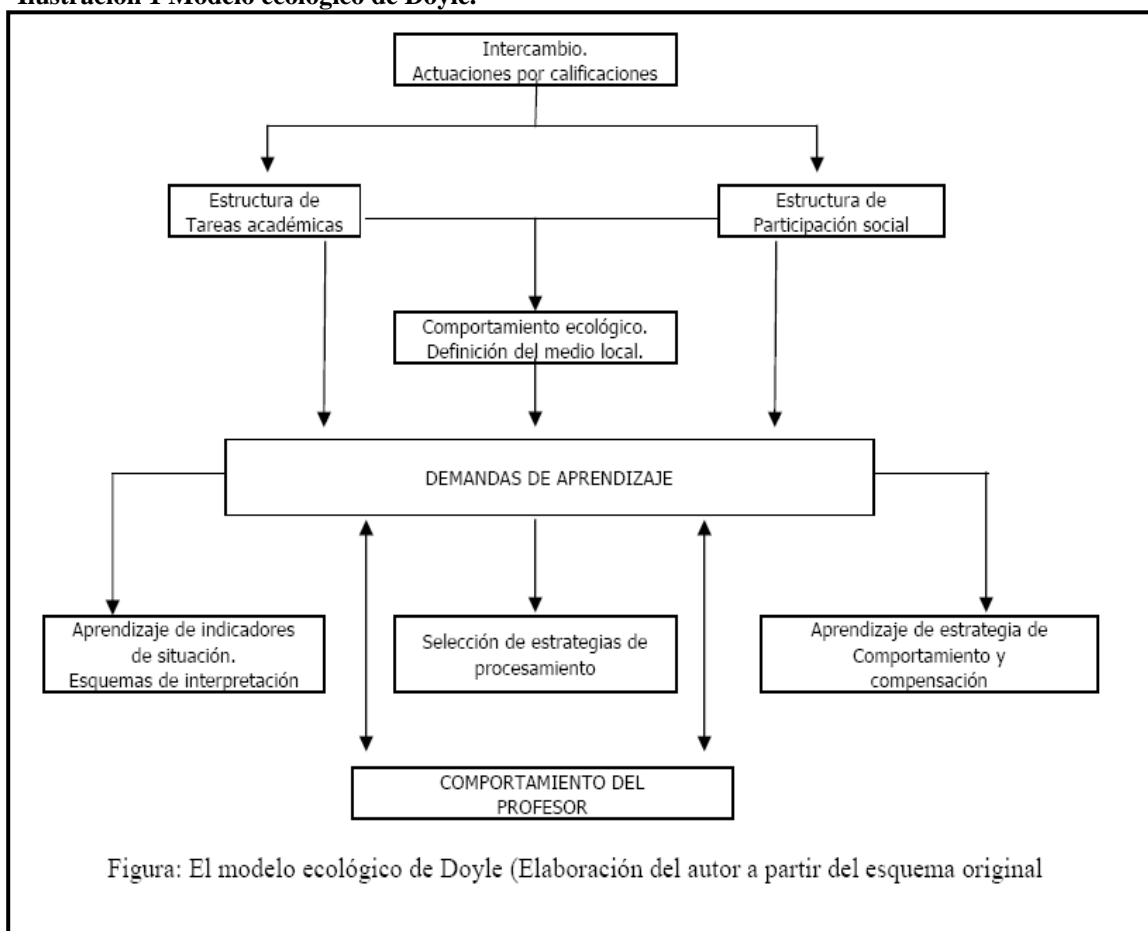 Ilustración 1 Modelo ecológico de Doyle.
Intercambio.
Actuaciones por calificaciones
Estructura de
Tareas académicas
Estructura de
Participación social
Comportamiento ecológico.
Definición del medio local.
DEMANDAS DE APRENDIZAJE
Aprendizaje de indicadores
de situación.
Esquemas de interpretación
Selección de estrategias de
procesamiento
Aprendizaje de estrategia de
Comportamiento y
compensación
COMPORTAMIENTO DEL
PROFESOR
Figura: El modelo ecológico de Doyle (Elaboración del autor a partir del esquema original